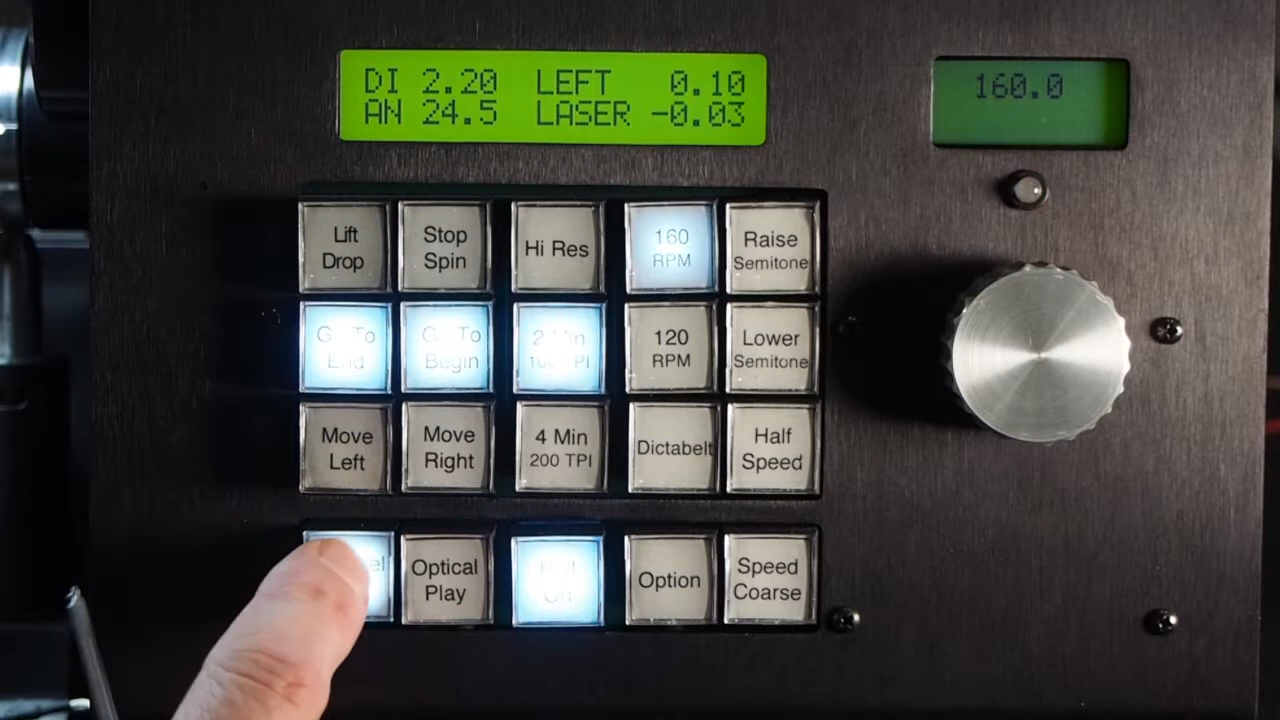 DI 2.20 LEFT 0.10
AN 24.5 LASER -0.03
160.0
Lift
Drop
Stop
Spin
Hi Res
160
RPM
Raise
Semitone
Go To
End
Go To
Begin
2 Min
100 TPI
120
RPM
Lower
Semitone
Move
Left
Move
Right
4 Min
200 TPI
Dictabelt
Half
Speed
Optical
Play
Option
Speed
Coarse